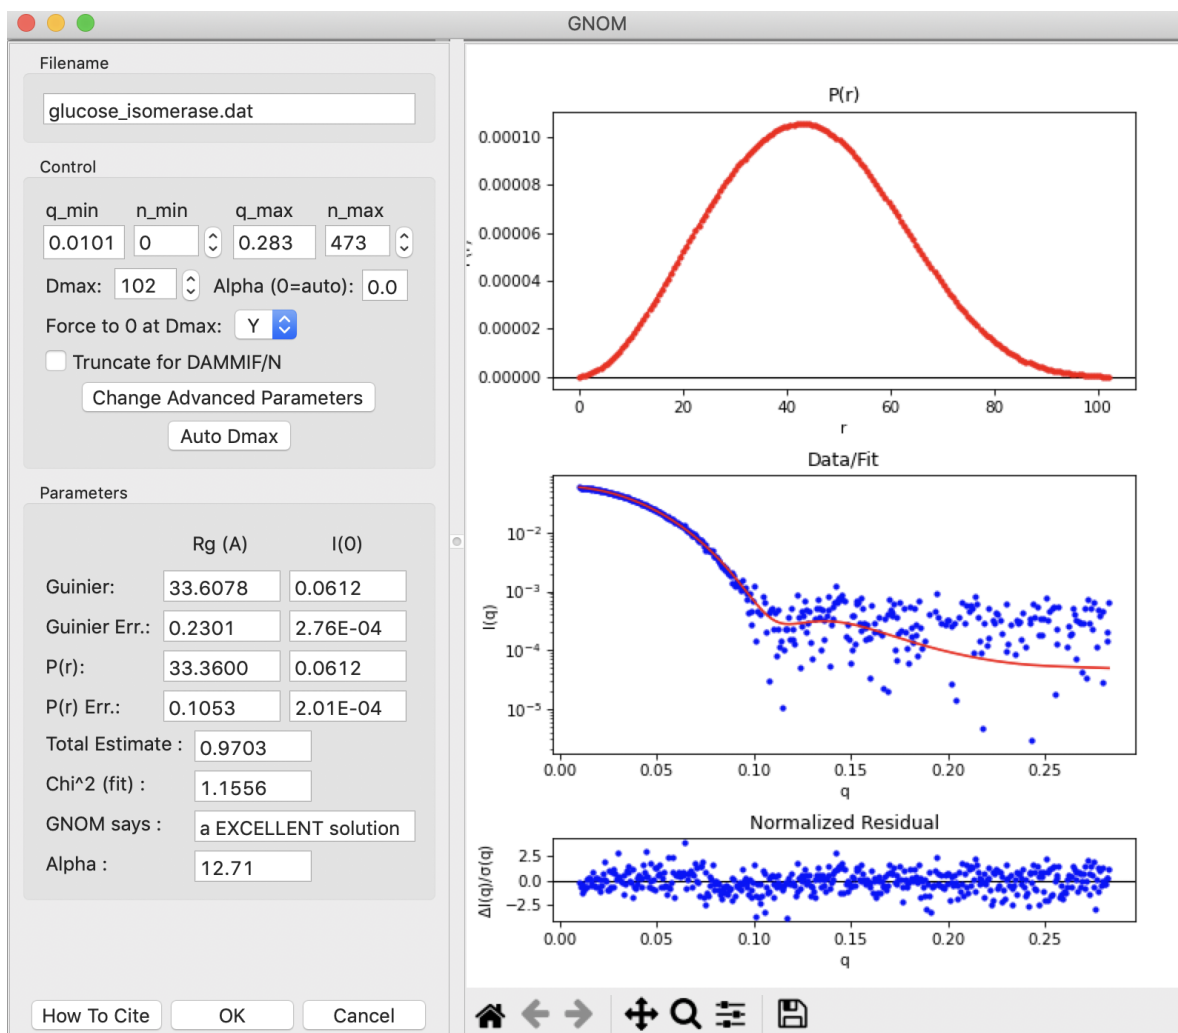 GNOM
Filename
glucose_isomerase.dat
Control
q_min n_min q_max n_max
0.0101 0 0.283 473
Dmax: 102 Alpha (0=auto): 0.0
Force to 0 at Dmax: Y
Truncate for DAMMIF/N
Change Advanced Parameters
Auto Dmax
Parameters
Rg (A) I(0)
Guinier: 33.6078 0.0612
Guinier Err.: 0.2301 2.76E-04
P(r): 33.3600 0.0612
P(r) Err.: 0.1053 2.01E-04
Total Estimate : 0.9703
Chi^2 (fit) : 1.1556
GNOM says : a EXCELLENT solution
Alpha : 12.71
How To Cite OK Cancel
P(r)
0.00010
0.00008
0.00006
0.00004
0.00002
0.00000
0 20 40 60 80 100
r
Data/Fit
I(q)
10⁻²
10⁻³
10⁻⁴
10⁻⁵
0.00 0.05 0.10 0.15 0.20 0.25
q
Normalized Residual
ΔI(q)/σ(q)
2.5
0.0
−2.5
0.00 0.05 0.10 0.15 0.20 0.25
q